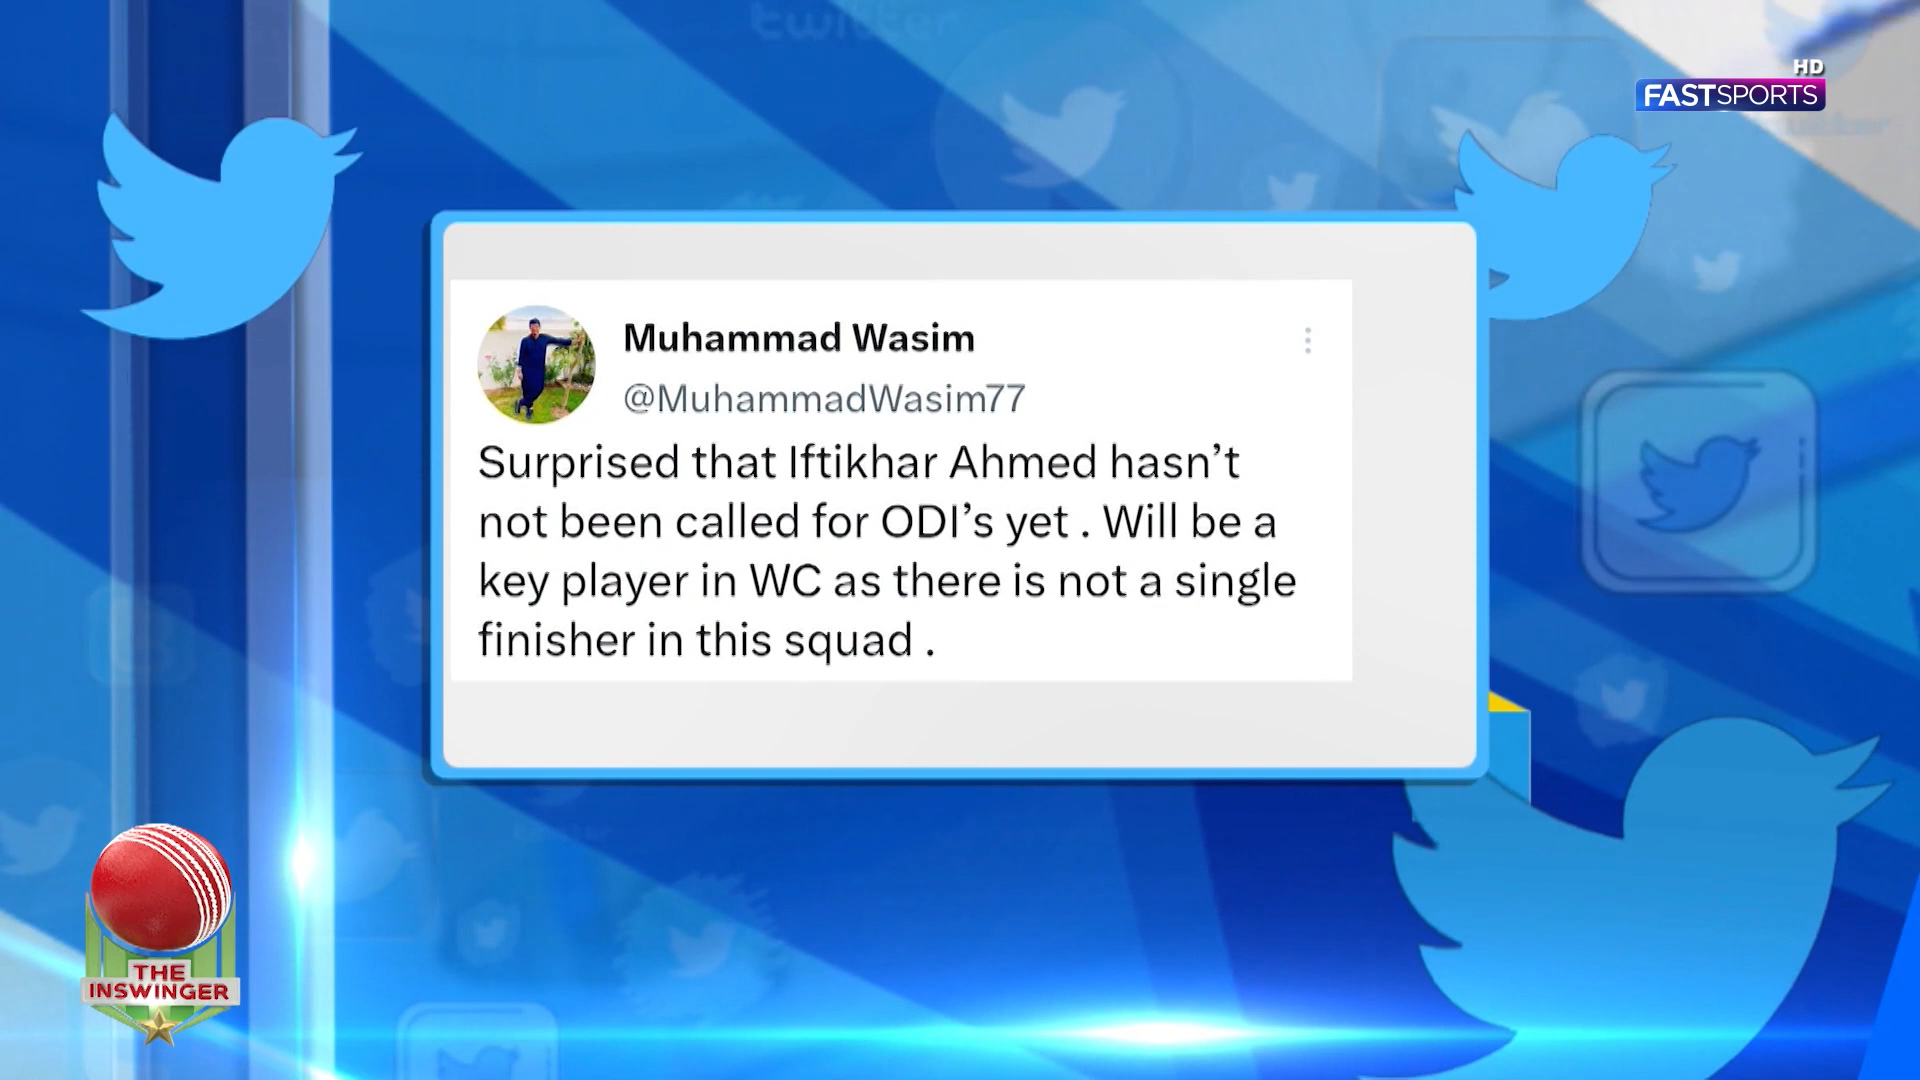 twitter
HD
FASTSPORTS
Muhammad Wasim
@MuhammadWasim77
Surprised that Iftikhar Ahmed hasn’t
not been called for ODI’s yet . Will be a
key player in WC as there is not a single
finisher in this squad .
THE
INSWINGER